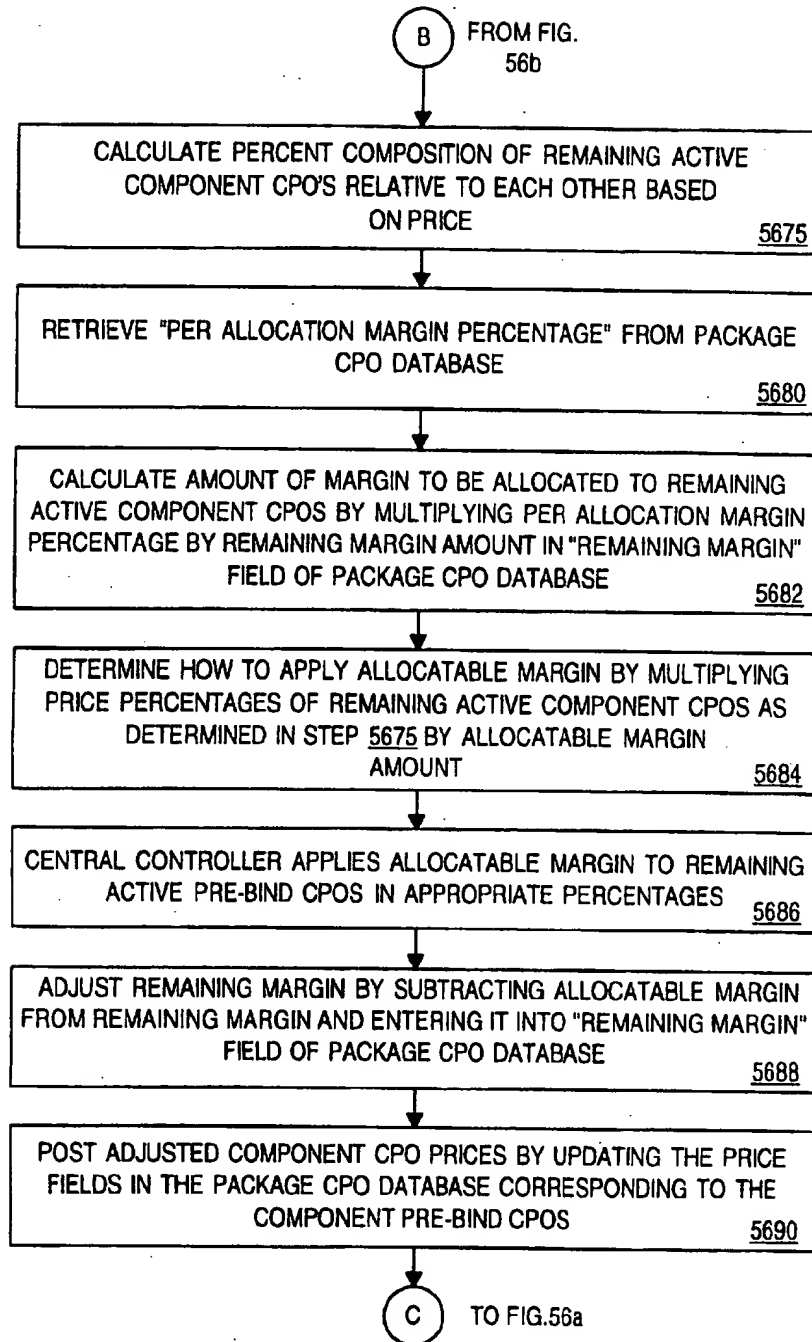 B FROM FIG.
56b
CALCULATE PERCENT COMPOSITION OF REMAINING ACTIVE
COMPONENT CPO'S RELATIVE TO EACH OTHER BASED
ON PRICE
5675
RETRIEVE "PER ALLOCATION MARGIN PERCENTAGE" FROM PACKAGE
CPO DATABASE
5680
CALCULATE AMOUNT OF MARGIN TO BE ALLOCATED TO REMAINING
ACTIVE COMPONENT CPOS BY MULTIPLYING PER ALLOCATION MARGIN
PERCENTAGE BY REMAINING MARGIN AMOUNT IN "REMAINING MARGIN"
FIELD OF PACKAGE CPO DATABASE
5682
DETERMINE HOW TO APPLY ALLOCATABLE MARGIN BY MULTIPLYING
PRICE PERCENTAGES OF REMAINING ACTIVE COMPONENT CPOS AS
DETERMINED IN STEP 5675 BY ALLOCATABLE MARGIN
AMOUNT
5684
CENTRAL CONTROLLER APPLIES ALLOCATABLE MARGIN TO REMAINING
ACTIVE PRE-BIND CPOS IN APPROPRIATE PERCENTAGES
5686
ADJUST REMAINING MARGIN BY SUBTRACTING ALLOCATABLE MARGIN
FROM REMAINING MARGIN AND ENTERING IT INTO "REMAINING MARGIN"
FIELD OF PACKAGE CPO DATABASE
5688
POST ADJUSTED COMPONENT CPO PRICES BY UPDATING THE PRICE
FIELDS IN THE PACKAGE CPO DATABASE CORRESPONDING TO THE
COMPONENT PRE-BIND CPOS
5690
C TO FIG.56a